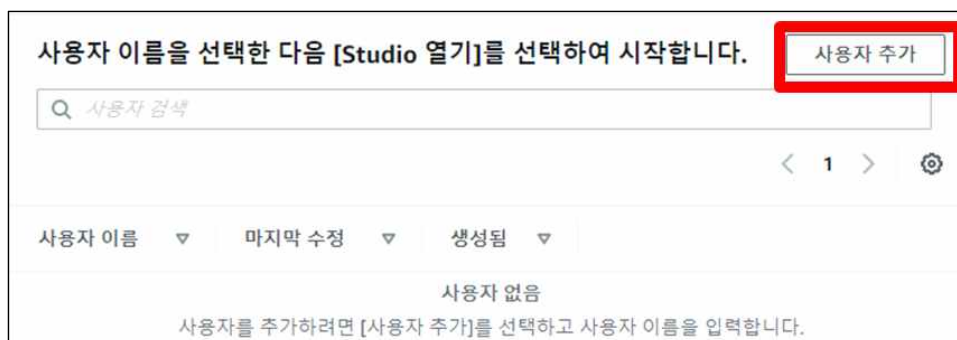 사용자 이름을 선택한 다음 [Studio 열기]를 선택하여 시작합니다.
사용자 추가
사용자 검색
1
사용자 이름 마지막 수정 생성됨
사용자 없음
사용자를 추가하려면 [사용자 추가]를 선택하고 사용자 이름을 입력합니다.